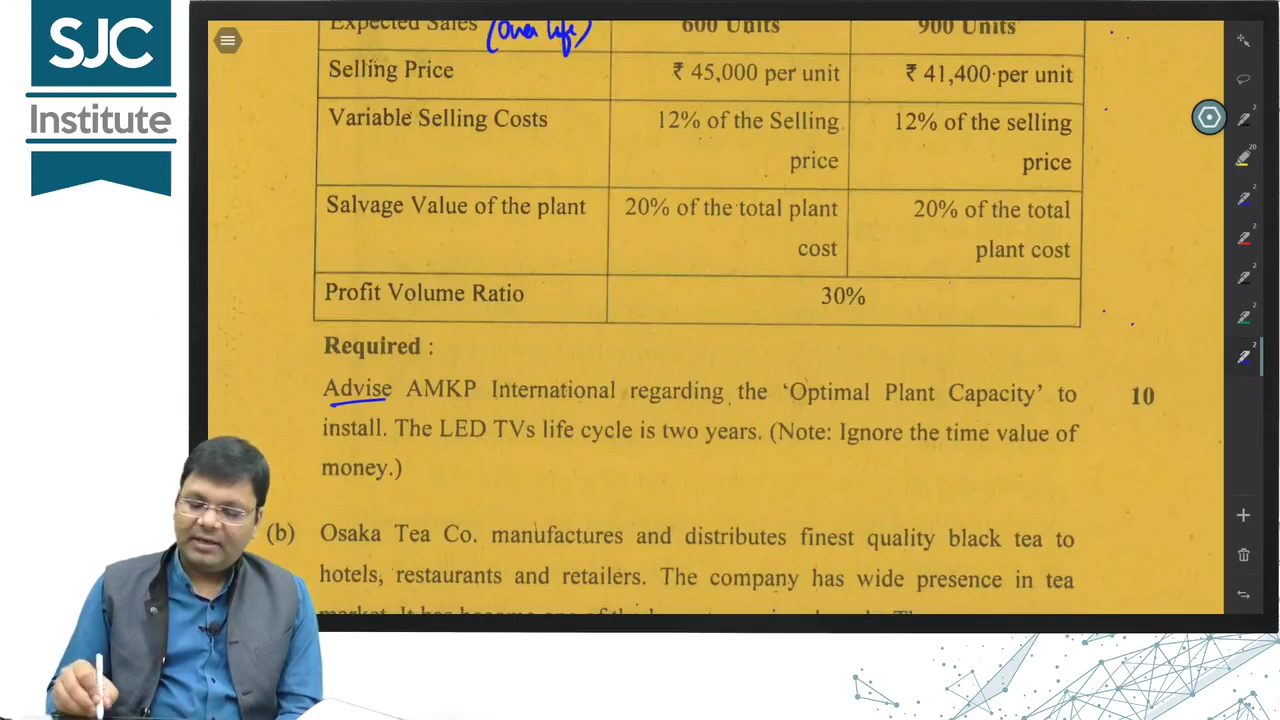 SJC
Institute
Expected Sales (over life) 600 Units 900 Units
Selling Price ₹ 45,000 per unit ₹ 41,400 per unit
Variable Selling Costs 12% of the Selling 12% of the selling
price price
Salvage Value of the plant 20% of the total plant 20% of the total
cost plant cost
Profit Volume Ratio 30%
Required :
Advise AMKP International regarding the ‘Optimal Plant Capacity’ to 10
install. The LED TVs life cycle is two years. (Note: Ignore the time value of
money.)
(b) Osaka Tea Co. manufactures and distributes finest quality black tea to
hotels, restaurants and retailers. The company has wide presence in tea